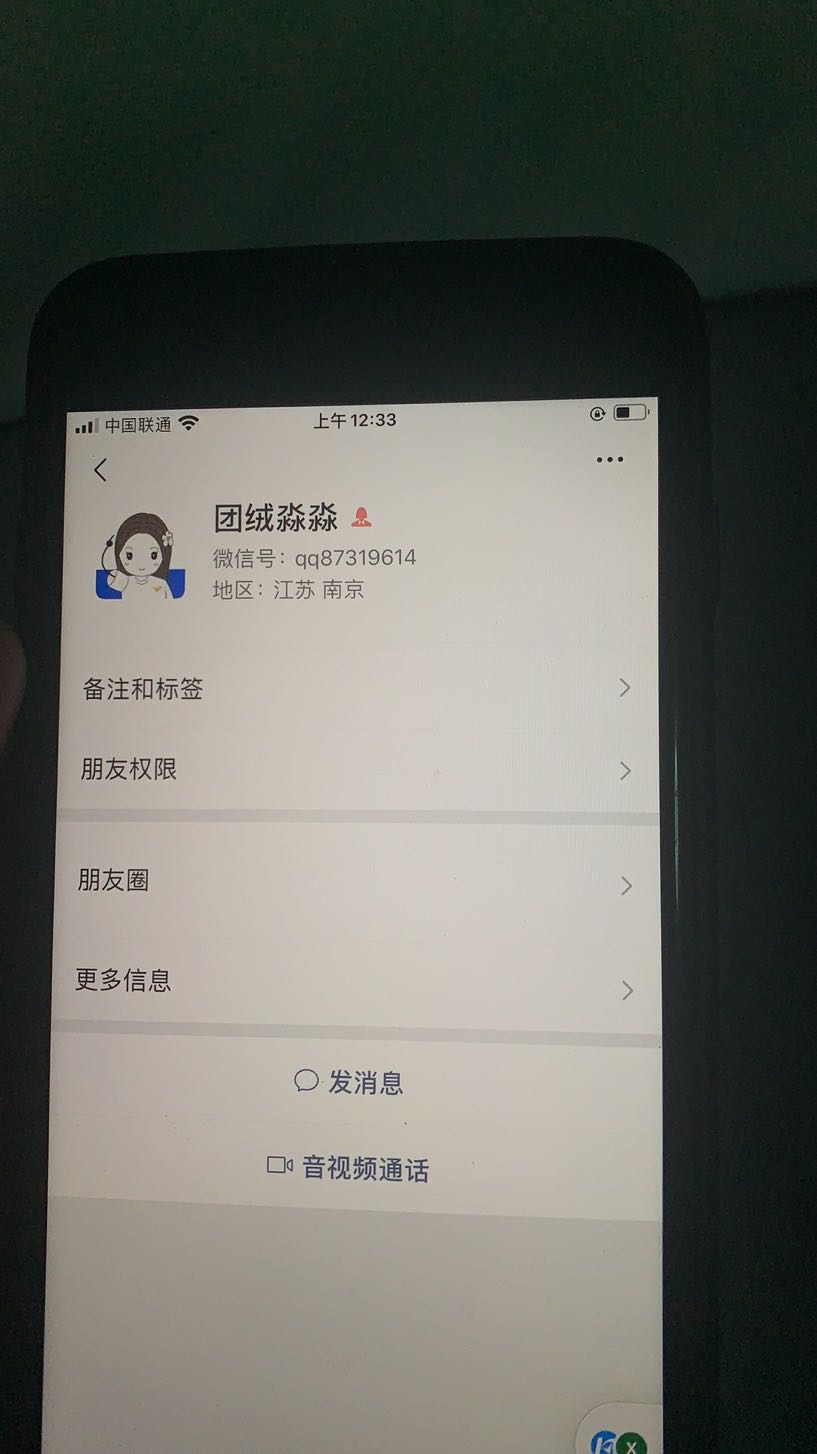 中国联通 上午12:33
团绒淼淼
微信号：qq87319614
地区：江苏 南京
备注和标签
朋友权限
朋友圈
更多信息
发消息
音视频通话
X